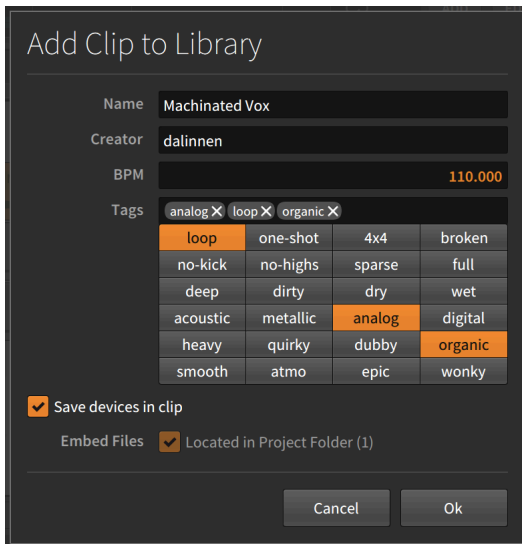 Add Clip to Library
Name Machinated Vox
Creator dalinnen
BPM 110.000
Tags analog loop organic
loop one-shot 4x4 broken
no-kick no-highs sparse full
deep dirty dry wet
acoustic metallic analog digital
heavy quirky dubby organic
smooth atmo epic wonky
Save devices in clip
Embed Files Located in Project Folder (1)
Cancel Ok